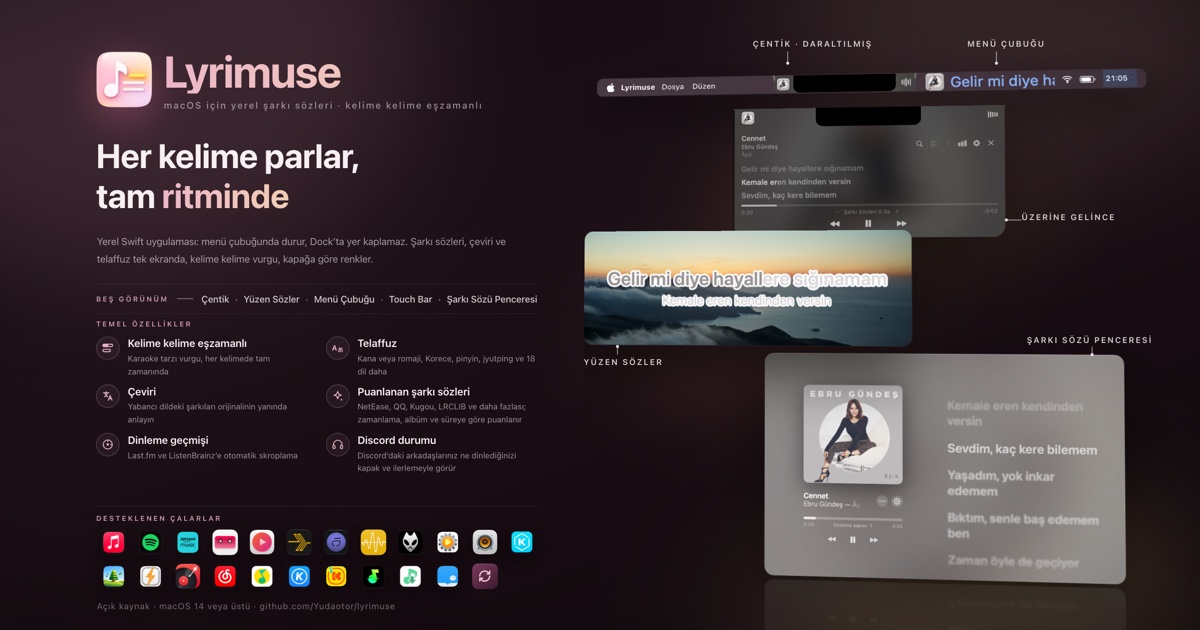 Lyrimuse
macOS için yerel şarkı sözleri · kelime kelime eşzamanlı
Her kelime parlar,
tam ritminde
Yerel Swift uygulaması: menü çubuğunda durur, Dock'ta yer kaplamaz. Şarkı sözleri, çeviri ve
telaffuz tek ekranda, kelime kelime vurgu, kapağa göre renkler.
BEŞ GÖRÜNÜM
Çentik · Yüzen Sözler · Menü Çubuğu · Touch Bar · Şarkı Sözü Penceresi
TEMEL ÖZELLİKLER
Kelime kelime eşzamanlı
Karaoke tarzı vurgu, her kelimede tam
zamanında
Telaffuz
Kana veya romaji, Korece, pinyin, jyutping ve 18
dil daha
Çeviri
Yabancı dildeki şarkıları orijinalinin yanında
anlayın
Puanlanan şarkı sözleri
NetEase, QQ, Kugou, LRCLIB ve daha fazlası;
zamanlama, albüm ve süreye göre puanlanır
Dinleme geçmişi
Last.fm ve ListenBrainz'e otomatik skroplama
Discord durumu
Discord'daki arkadaşlarınız ne dinlediğinizi
kapak ve ilerlemeyle görür
DESTEKLENEN ÇALARLAR
Açık kaynak · macOS 14 veya üstü · github.com/Yudaotor/lyrimuse
ÇENTİK · DARALTILMIŞ
MENÜ ÇUBUĞU
Lyrimuse Dosya Düzen
Gelir mi diye ha
21:05
Cennet
Ebru Gündeş
Gelir mi diye hayallere sığınamam
Kemale eren kendinden versin
Sevdim, kaç kere bilemem
0:30
Şarkı Sözleri 0.0s
ÜZERİNE GELİNCE
Gelir mi diye hayallere sığınamam
Kemale eren kendinden versin
YÜZEN SÖZLER
ŞARKI SÖZÜ PENCERESİ
EBRU GÜNDEŞ
Cennet
Ebru Gündeş —
Kemale eren kendinden
versin
Sevdim, kaç kere bilemem
Yaşadım, yok inkar
edemem
Bıktım, senle baş edemem
ben
Zaman öyle de geçiyor